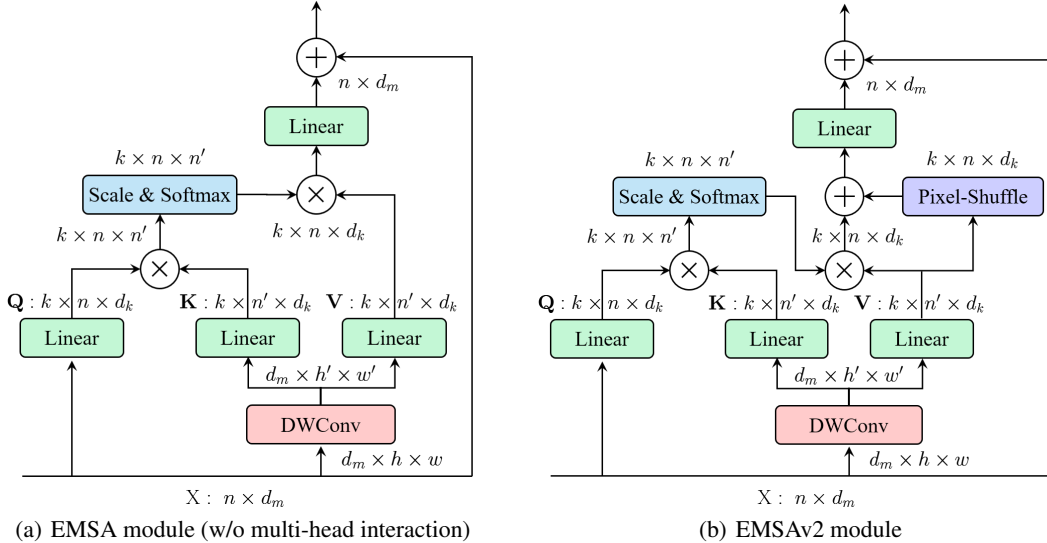 n × d_m
Linear
k × n × n′
Scale & Softmax
k × n × n′
k × n × d_k
Q : k × n × d_k
K : k × n′ × d_k
V : k × n′ × d_k
Linear
Linear
Linear
d_m × h′ × w′
DWConv
d_m × h × w
X : n × d_m
(a) EMSA module (w/o multi-head interaction)
n × d_m
Linear
k × n × n′
k × n × d_k
Scale & Softmax
Pixel-Shuffle
k × n × n′
k × n × d_k
Q : k × n × d_k
K : k × n′ × d_k
V : k × n′ × d_k
Linear
Linear
Linear
d_m × h′ × w′
DWConv
d_m × h × w
X : n × d_m
(b) EMSAv2 module